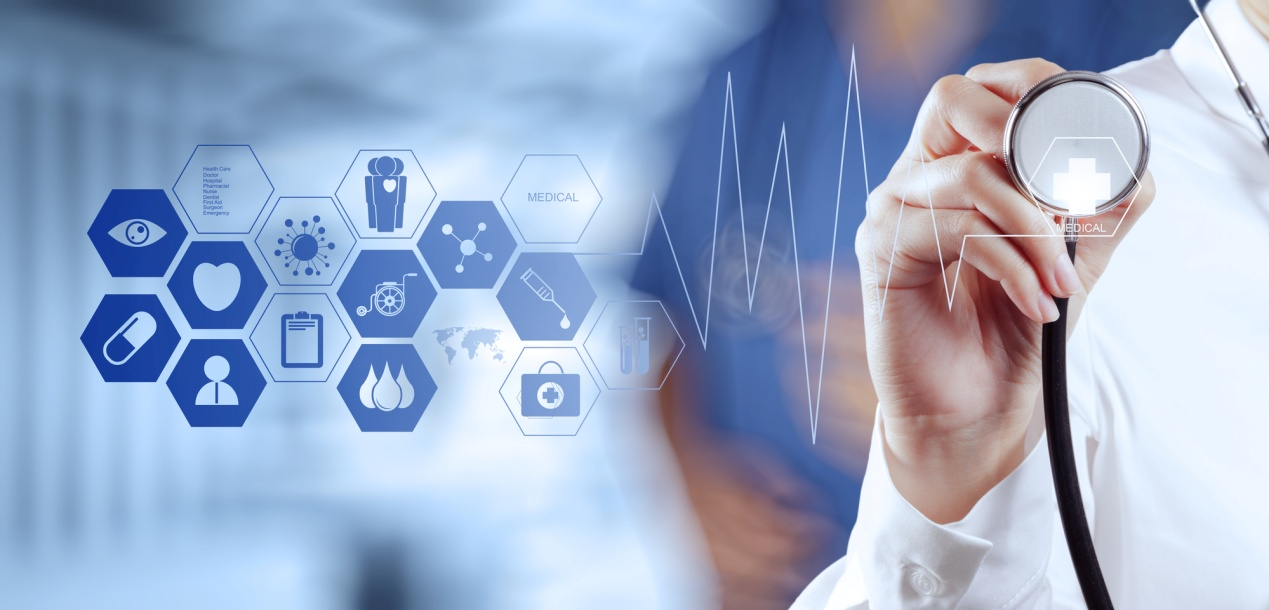 Health Care
Doctor
Hospital
Pharmacist
Nurse
Dental
First Aid
Surgeon
Emergency
MEDICAL
MEDICAL